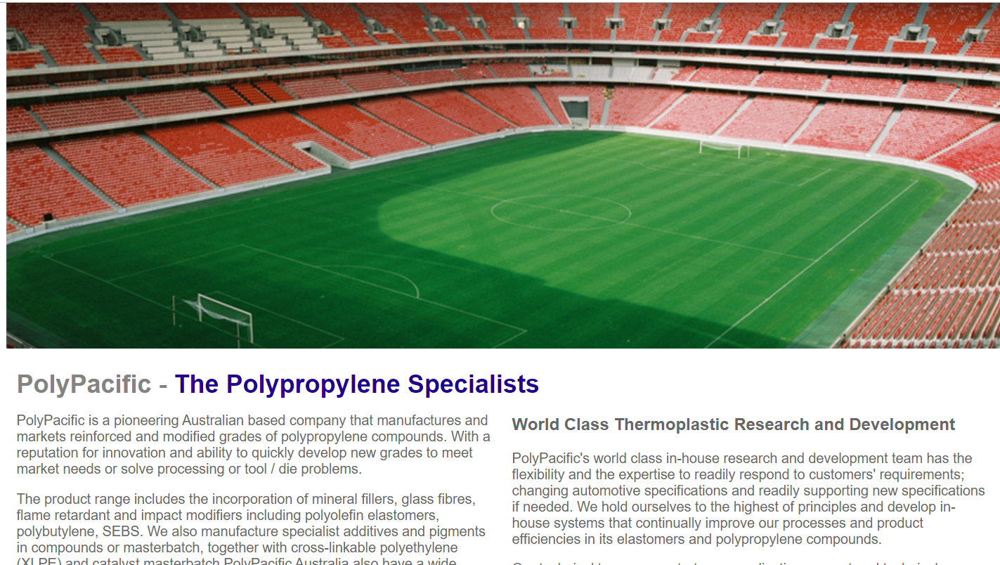 PolyPacific - The Polypropylene Specialists
PolyPacific is a pioneering Australian based company that manufactures and
markets reinforced and modified grades of polypropylene compounds. With a
reputation for innovation and ability to quickly develop new grades to meet
market needs or solve processing or tool / die problems.
The product range includes the incorporation of mineral fillers, glass fibres,
flame retardant and impact modifiers including polyolefin elastomers,
polybutylene, SEBS. We also manufacture specialist additives and pigments
in compounds or masterbatch, together with cross-linkable polyethylene
(XLPE) and catalyst masterbatch PolyPacific Australia also have a wide
World Class Thermoplastic Research and Development
PolyPacific's world class in-house research and development team has the
flexibility and the expertise to readily respond to customers' requirements;
changing automotive specifications and readily supporting new specifications
if needed. We hold ourselves to the highest of principles and develop in-
house systems that continually improve our processes and product
efficiencies in its elastomers and polypropylene compounds.